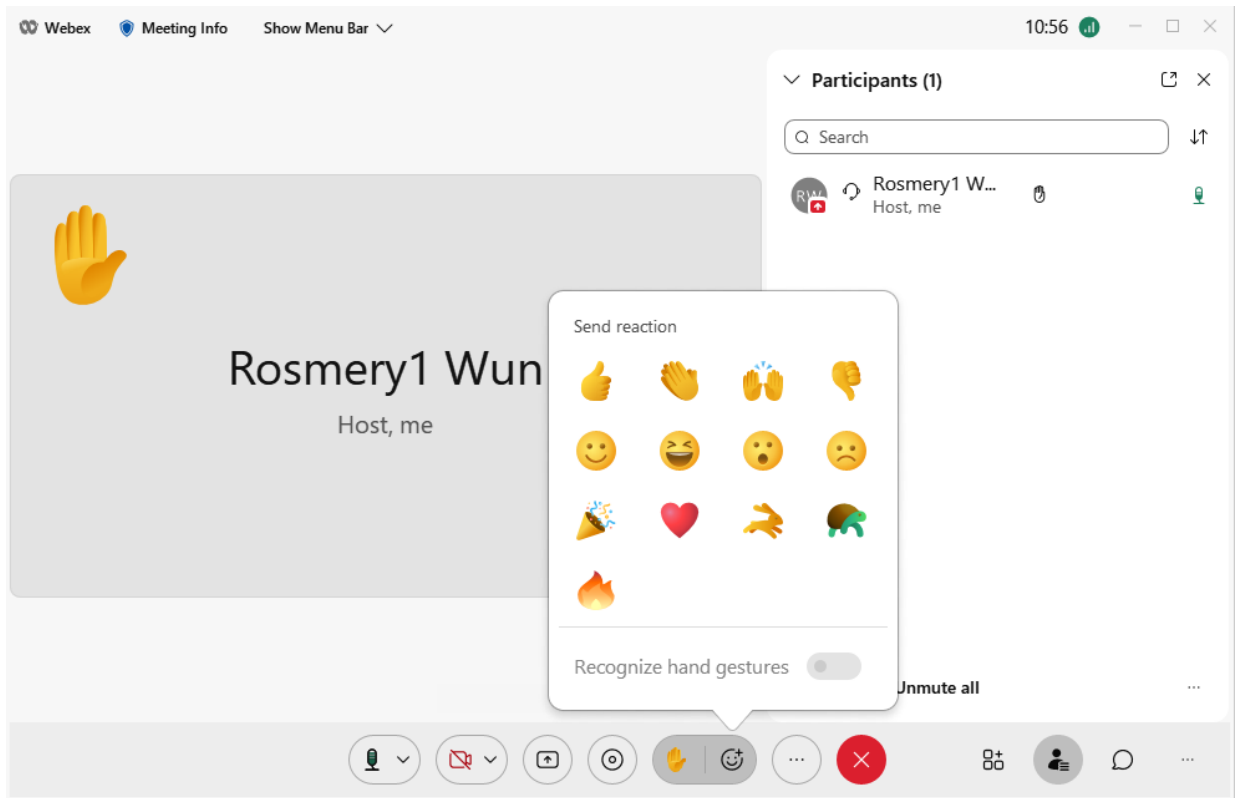 Webex
Meeting Info
Show Menu Bar
10:56
Participants (1)
Search
RW
Rosmery1 W...
Host, me
Rosmery1 Wun
Host, me
Send reaction
Recognize hand gestures
Unmute all